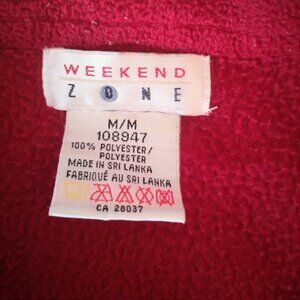 WEEKEND
ZONE
M/M
108947
100% POLYESTER/
POLYESTER
MADE IN SRI LANKA
FABRIQUÉ AU SRI LANKA
CA 28037